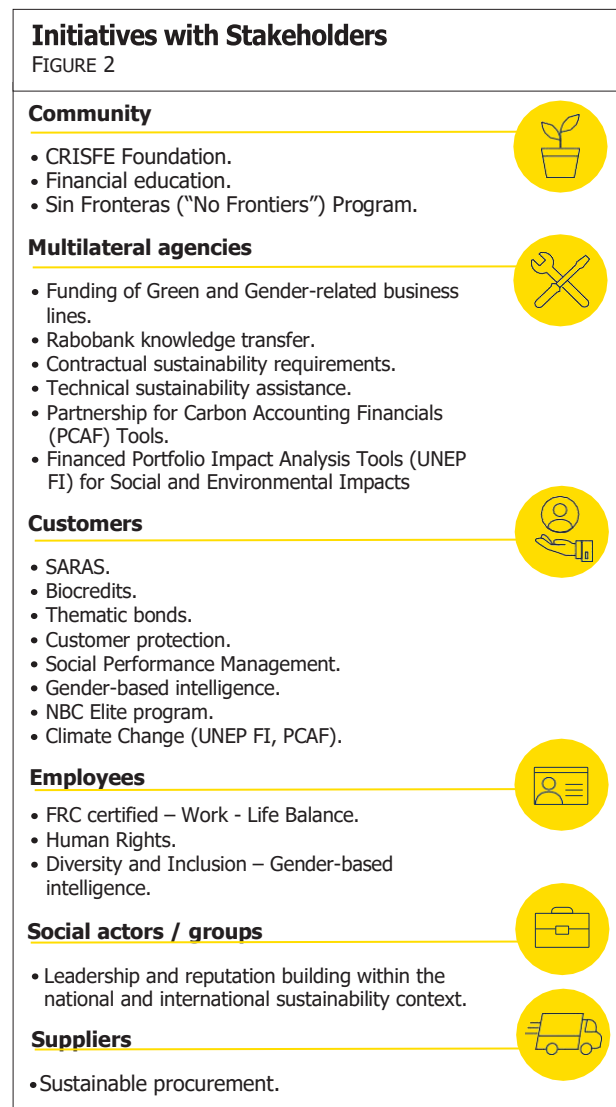 Initiatives with Stakeholders
FIGURE 2
Community
• CRISFE Foundation.
• Financial education.
• Sin Fronteras (“No Frontiers”) Program.
Multilateral agencies
• Funding of Green and Gender-related business
lines.
• Rabobank knowledge transfer.
• Contractual sustainability requirements.
• Technical sustainability assistance.
• Partnership for Carbon Accounting Financials
(PCAF) Tools.
• Financed Portfolio Impact Analysis Tools (UNEP
FI) for Social and Environmental Impacts
Customers
• SARAS.
• Biocredits.
• Thematic bonds.
• Customer protection.
• Social Performance Management.
• Gender-based intelligence.
• NBC Elite program.
• Climate Change (UNEP FI, PCAF).
Employees
• FRC certified – Work - Life Balance.
• Human Rights.
• Diversity and Inclusion – Gender-based
intelligence.
Social actors / groups
• Leadership and reputation building within the
national and international sustainability context.
Suppliers
• Sustainable procurement.